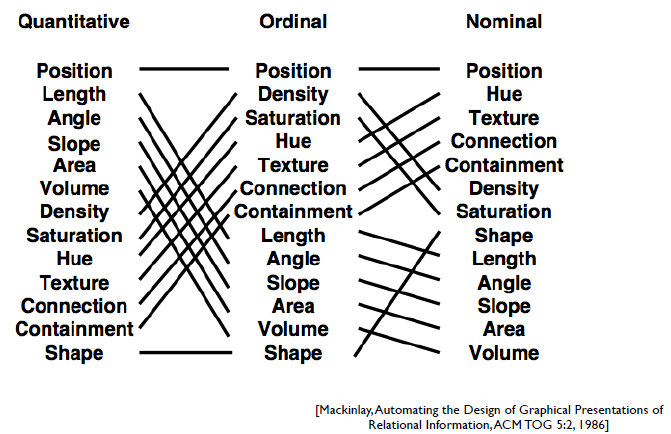 Quantitative Ordinal Nominal
Position Position Position
Length Density Hue
Angle Saturation Texture
Slope Hue Connection
Area Texture Containment
Volume Connection Density
Density Containment Saturation
Saturation Length Shape
Hue Angle Length
Texture Slope Angle
Connection Area Slope
Containment Volume Area
Shape Shape Volume
[Mackinlay, Automating the Design of Graphical Presentations of
Relational Information, ACM TOG 5:2, 1986]